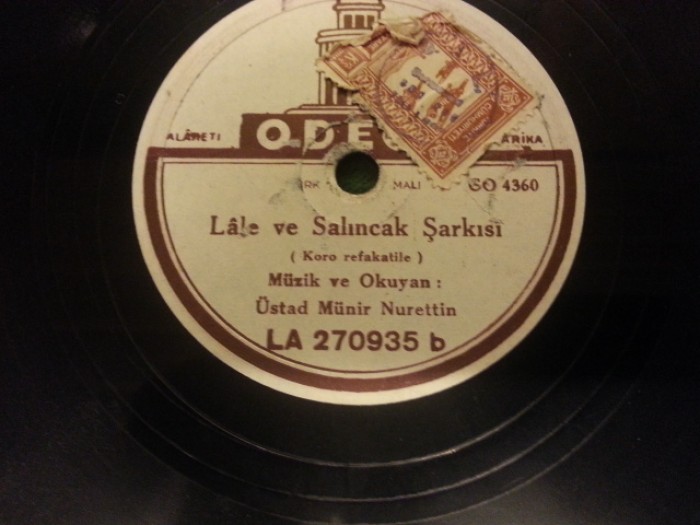 ALÂMETİ ODE ARİKA
MALI CO 4360
Lâle ve Salıncak Şarkısı
( Koro refakatile )
Müzik ve Okuyan :
Üstad Münir Nurettin
LA 270935 b